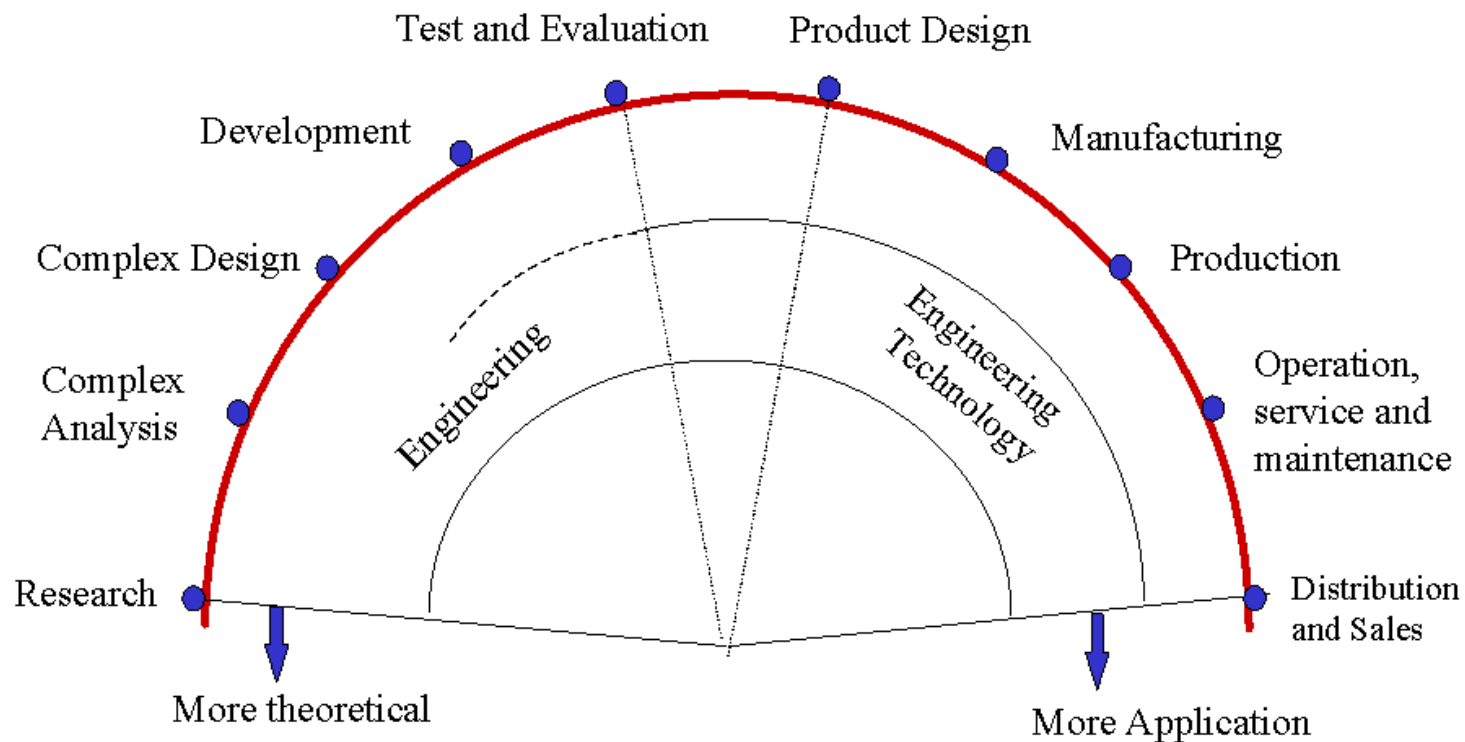 Test and Evaluation
Product Design
Development
Manufacturing
Complex Design
Production
Engineering
Engineering
Technology
Complex
Analysis
Operation,
service and
maintenance
Research
Distribution
and Sales
More theoretical
More Application